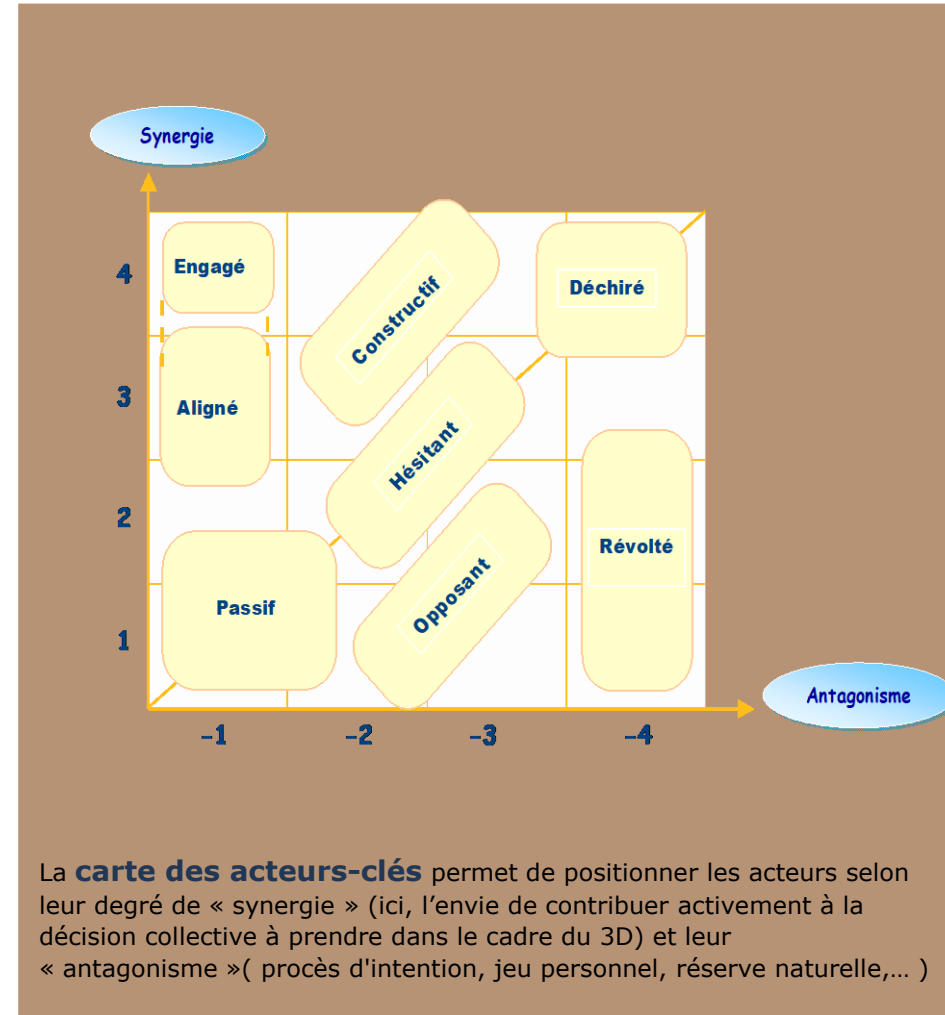 Synergie
4
Engagé
Constructif
Déchiré
3
Aligné
Hésitant
2
Révolté
Passif
Opposant
1
Antagonisme
-1
-2
-3
-4
La carte des acteurs-clés permet de positionner les acteurs selon
leur degré de « synergie » (ici, l'envie de contribuer activement à la
décision collective à prendre dans le cadre du 3D) et leur
« antagonisme »( procès d'intention, jeu personnel, réserve naturelle,… )